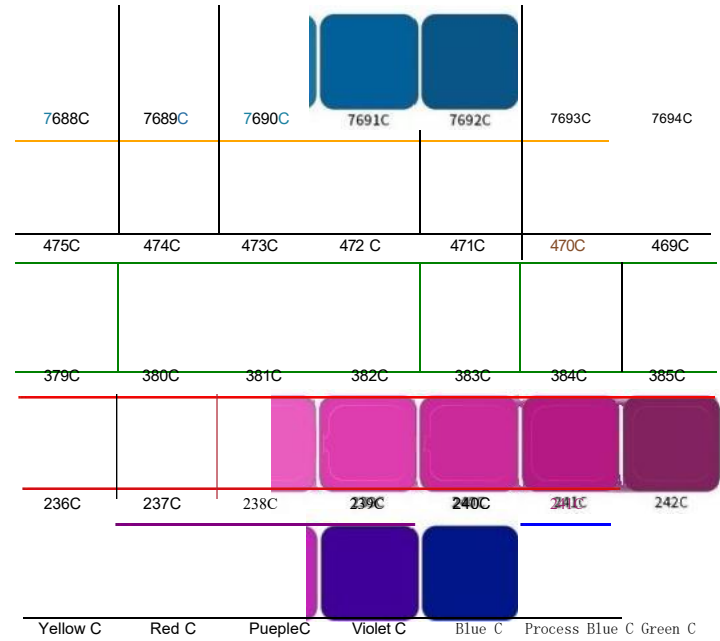 7688C 7689C 7690C 7691C 7692C 7693C 7694C
475C 474C 473C 472 C 471C 470C 469C
379C 380C 381C 382C 383C 384C 385C
236C 237C 238C 239C 240C 241C 242C
Yellow C Red C PuepleC Violet C Blue C Process Blue C Green C